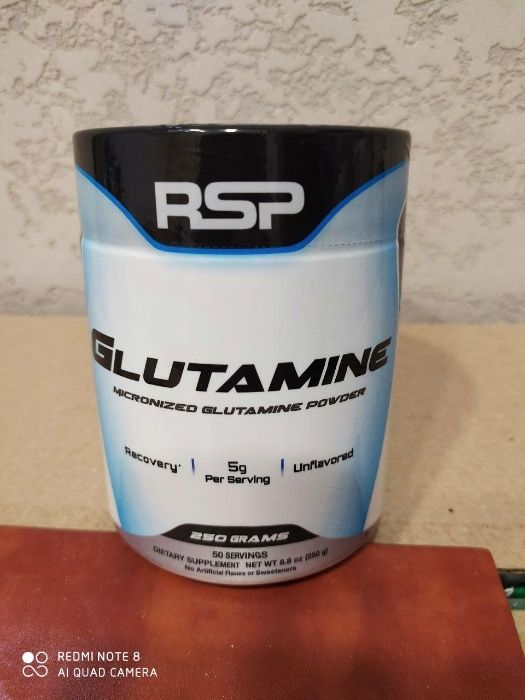 RSP
GLUTAMINE
MICRONIZED GLUTAMINE POWDER
Recovery* | 5g Per Serving | Unflavored
250 GRAMS
50 SERVINGS
DIETARY SUPPLEMENT NET WT 8.8 oz (250 g)
No Artificial Flavors or Sweeteners
REDMI NOTE 8
AI QUAD CAMERA